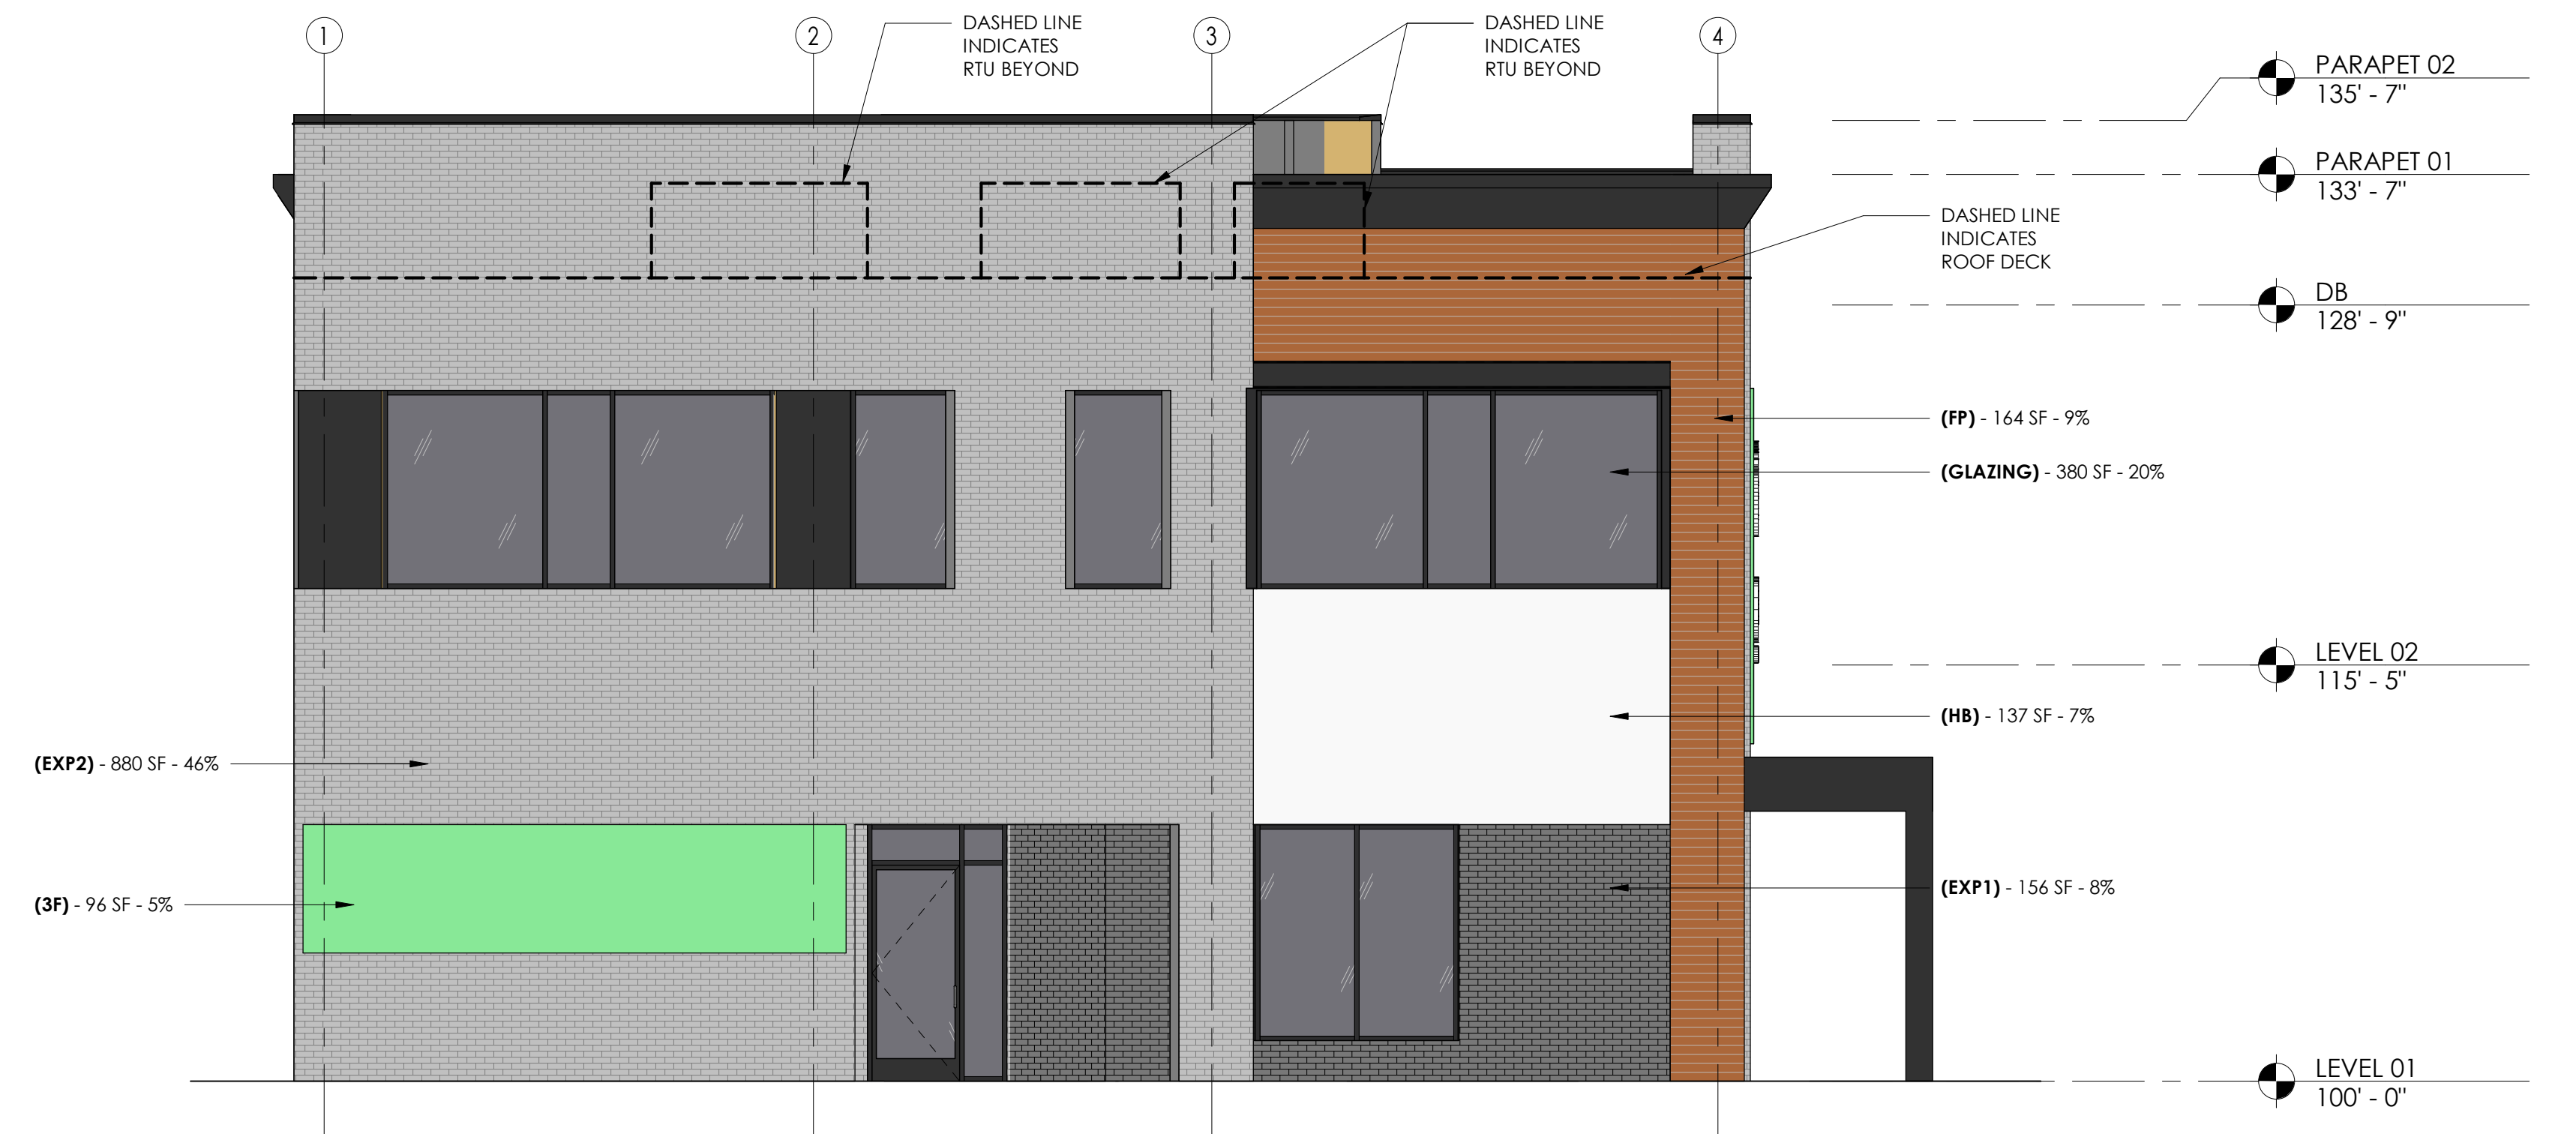 1
2
3
4
DASHED LINE
INDICATES
RTU BEYOND
DASHED LINE
INDICATES
RTU BEYOND
PARAPET 02
135' - 7"
PARAPET 01
133' - 7"
DASHED LINE
INDICATES
ROOF DECK
DB
128' - 9"
(FP) - 164 SF - 9%
(GLAZING) - 380 SF - 20%
LEVEL 02
115' - 5"
(HB) - 137 SF - 7%
(EXP2) - 880 SF - 46%
(EXP1) - 156 SF - 8%
(3F) - 96 SF - 5%
LEVEL 01
100' - 0"